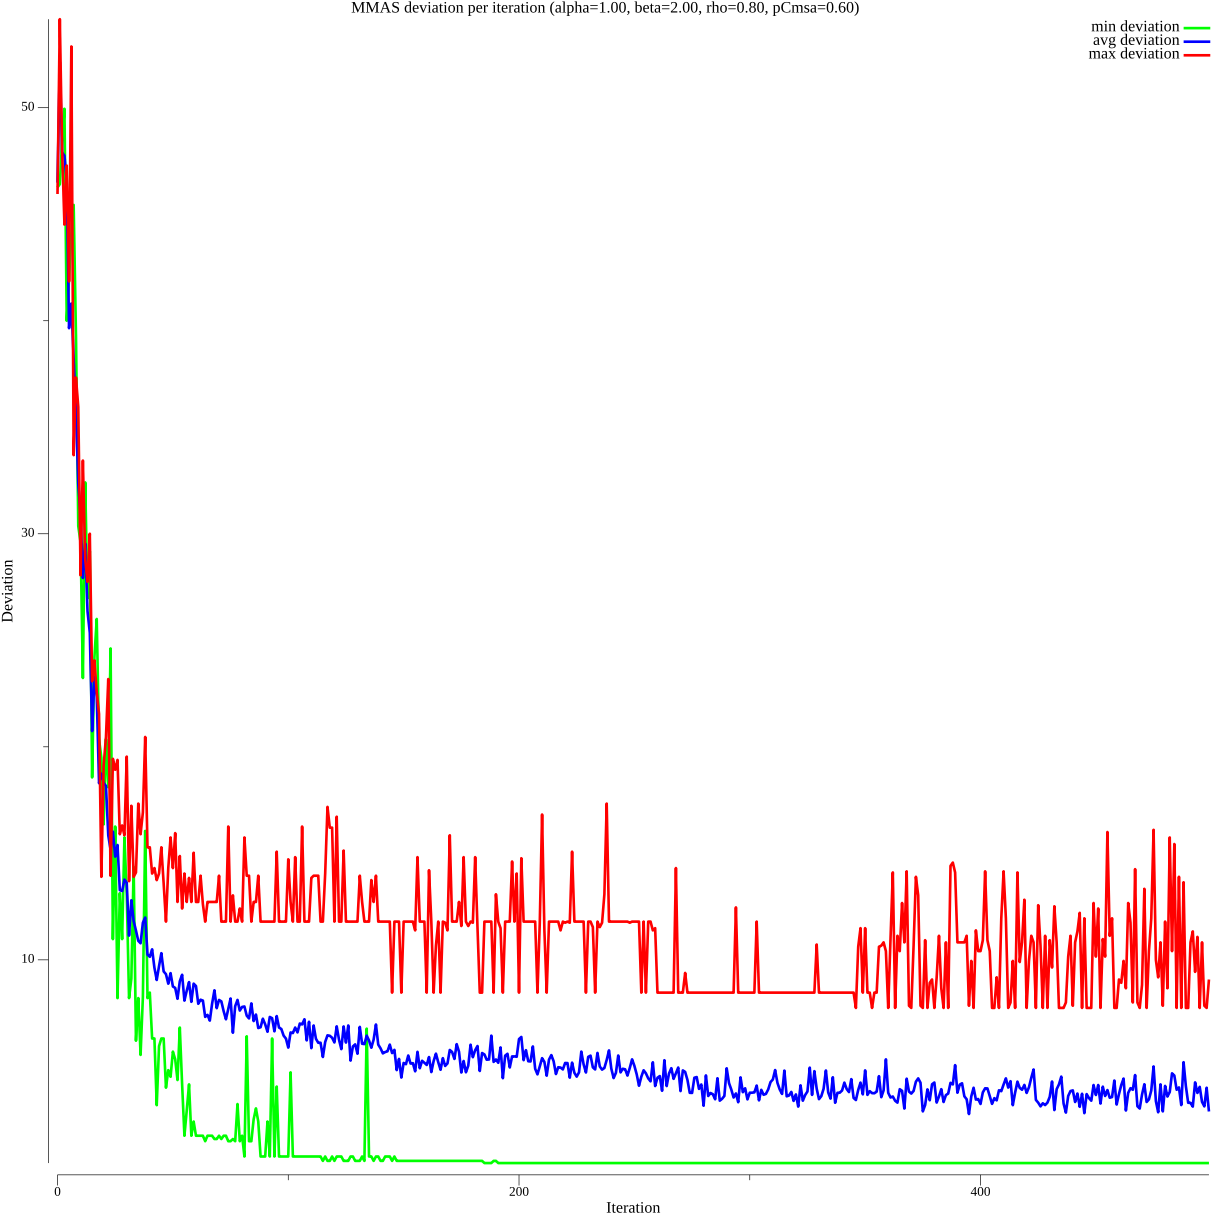 MMAS deviation per iteration (alpha=1.00, beta=2.00, rho=0.80, pCmsa=0.60)
min deviation
avg deviation
max deviation
50
30
10
Deviation
0
200
400
Iteration